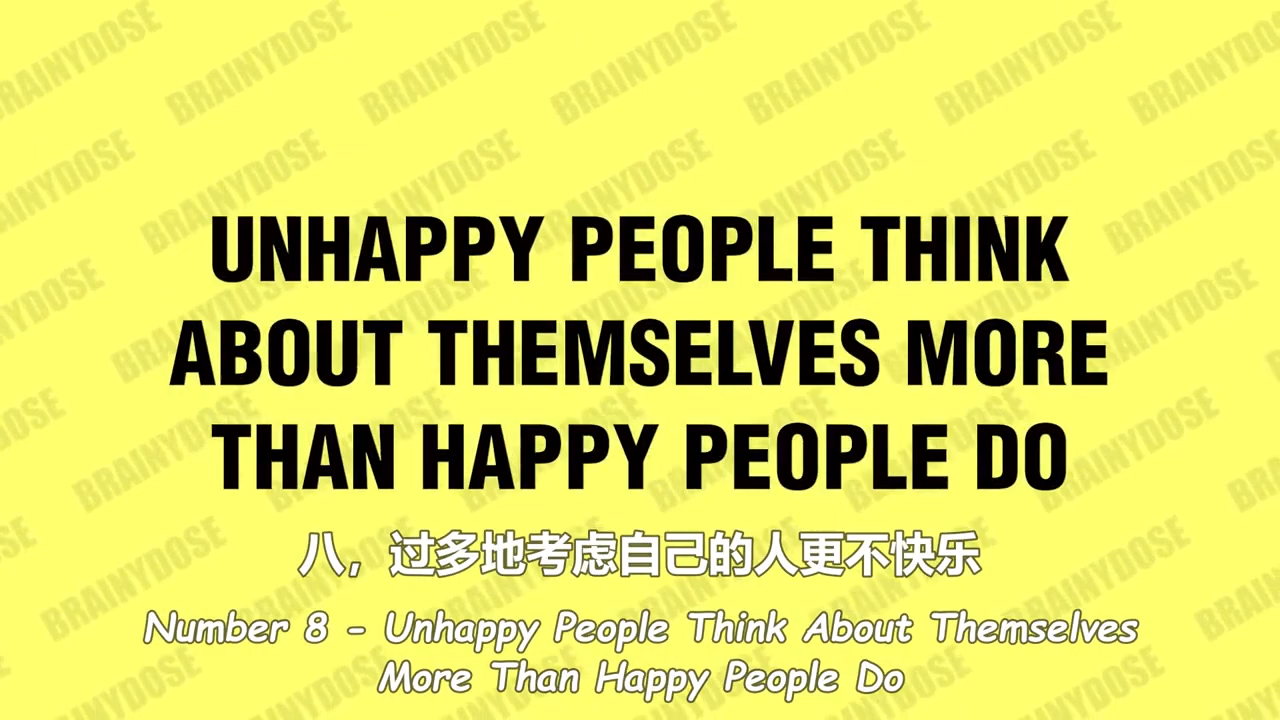 UNHAPPY PEOPLE THINK
ABOUT THEMSELVES MORE
THAN HAPPY PEOPLE DO
八，过多地考虑自己的人更不快乐
Number 8 - Unhappy People Think About Themselves
More Than Happy People Do
BRAINYDOSE